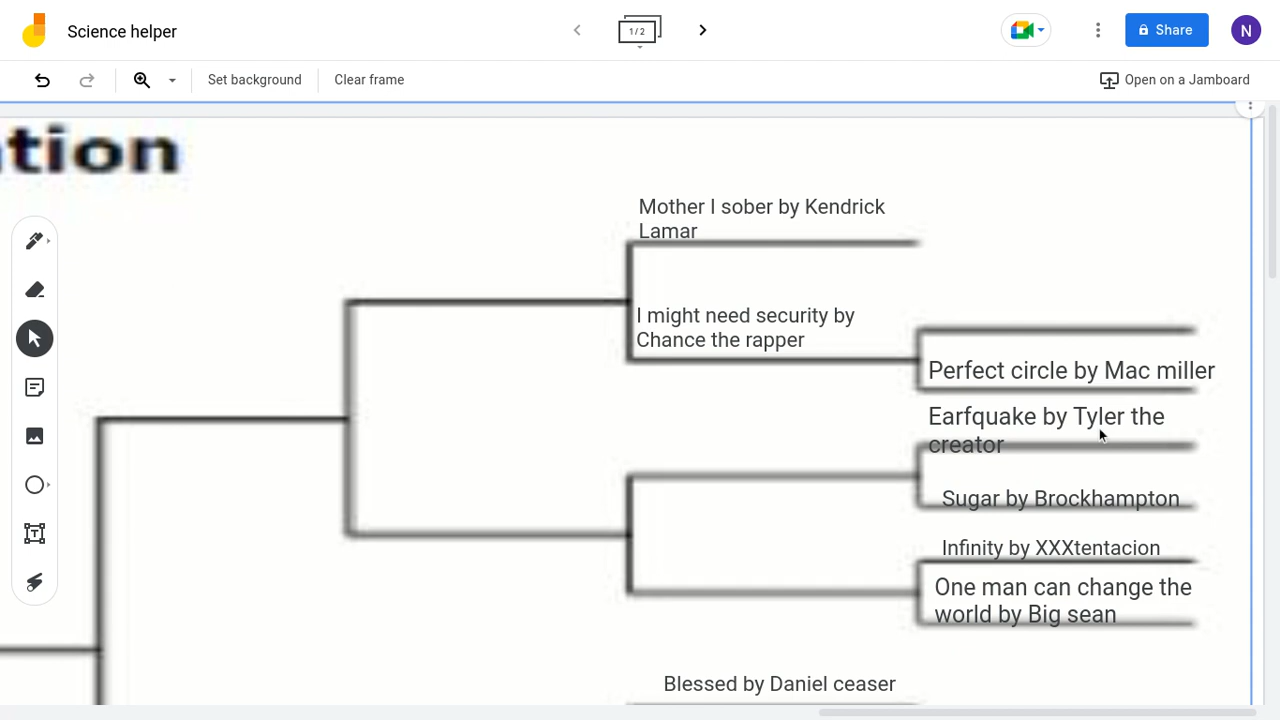 Science helper
1 / 2
Share
N
Set background
Clear frame
Open on a Jamboard
tion
Mother I sober by Kendrick
Lamar
I might need security by
Chance the rapper
Perfect circle by Mac miller
Earfquake by Tyler the
creator
Sugar by Brockhampton
Infinity by XXXtentacion
One man can change the
world by Big sean
Blessed by Daniel ceaser